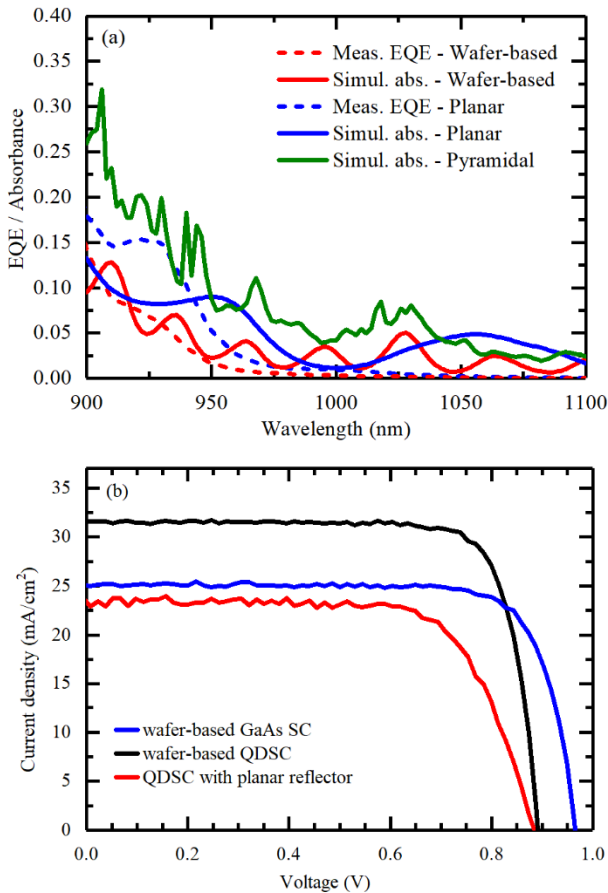 (a)
Meas. EQE - Wafer-based
Simul. abs. - Wafer-based
Meas. EQE - Planar
Simul. abs. - Planar
Simul. abs. - Pyramidal
EQE / Absorbance
0.40
0.35
0.30
0.25
0.20
0.15
0.10
0.05
0.00
900 950 1000 1050 1100
Wavelength (nm)
(b)
Current density (mA/cm²)
35
30
25
20
15
10
5
0
wafer-based GaAs SC
wafer-based QDSC
QDSC with planar reflector
0.0 0.2 0.4 0.6 0.8 1.0
Voltage (V)